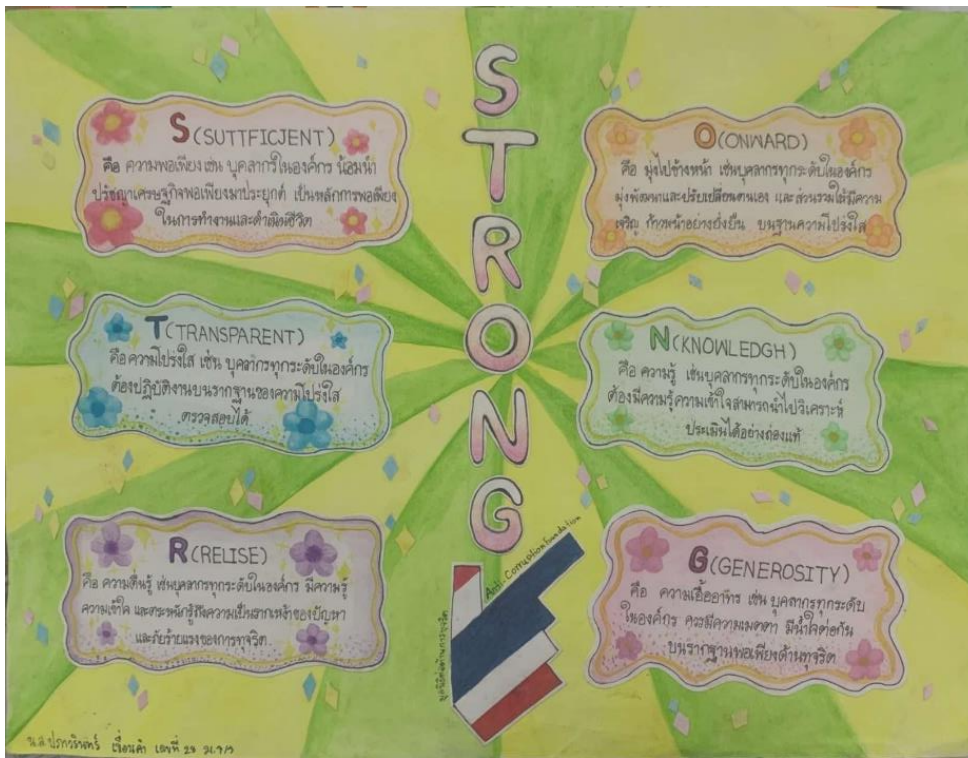 STRONG
S(SUTTFICJENT)
คือ ความพอเพียง เช่น บุคลากรในองค์กร น้อมนำ
ปรัชญาเศรษฐกิจพอเพียงมาประยุกต์ เป็นหลักการพอเพียง
ในการทำงานและดำเนินชีวิต
T(TRANSPARENT)
คือ ความโปร่งใส เช่น บุคลากรทุกระดับในองค์กร
ต้องปฏิบัติงานบนรากฐานของความโปร่งใส
ตรวจสอบได้
R(RELISE)
คือ ความตื่นรู้ เช่นบุคลากรทุกระดับในองค์กร มีความรู้
ความเข้าใจ และตระหนักรู้ถึงความเป็นรากเหง้าของปัญหา
และภัยร้ายแรงของการทุจริต
O(ONWARD)
คือ มุ่งไปข้างหน้า เช่นบุคลากรทุกระดับในองค์กร
มุ่งพัฒนาและปรับเปลี่ยนตนเอง และส่วนรวมให้มีความ
เจริญ ก้าวหน้าอย่างยั่งยืน บนฐานความโปร่งใส
N(KNOWLEDGH)
คือ ความรู้ เช่นบุคลากรทุกระดับในองค์กร
ต้องมีความรู้ความเข้าใจสามารถนำไปวิเคราะห์
ประเมินได้อย่างถ่องแท้
G(GENEROSITY)
คือ ความเอื้ออาทร เช่น บุคลากรทุกระดับ
ในองค์กร ควรมีความเมตตา มีน้ำใจต่อกัน
บนรากฐานพอเพียงต้านทุจริต
มูลนิธิต่อต้านการทุจริต
Anti-Corruption Foundation
น.ส. เลขที่ 28